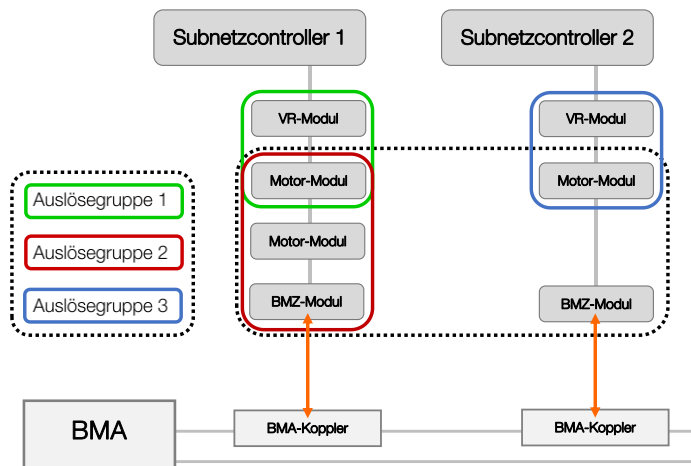 Subnetzcontroller 1
Subnetzcontroller 2
VR-Modul
VR-Modul
Motor-Modul
Motor-Modul
Auslösegruppe 1
Auslösegruppe 2
Auslösegruppe 3
Motor-Modul
BMZ-Modul
BMZ-Modul
BMA
BMA-Koppler
BMA-Koppler